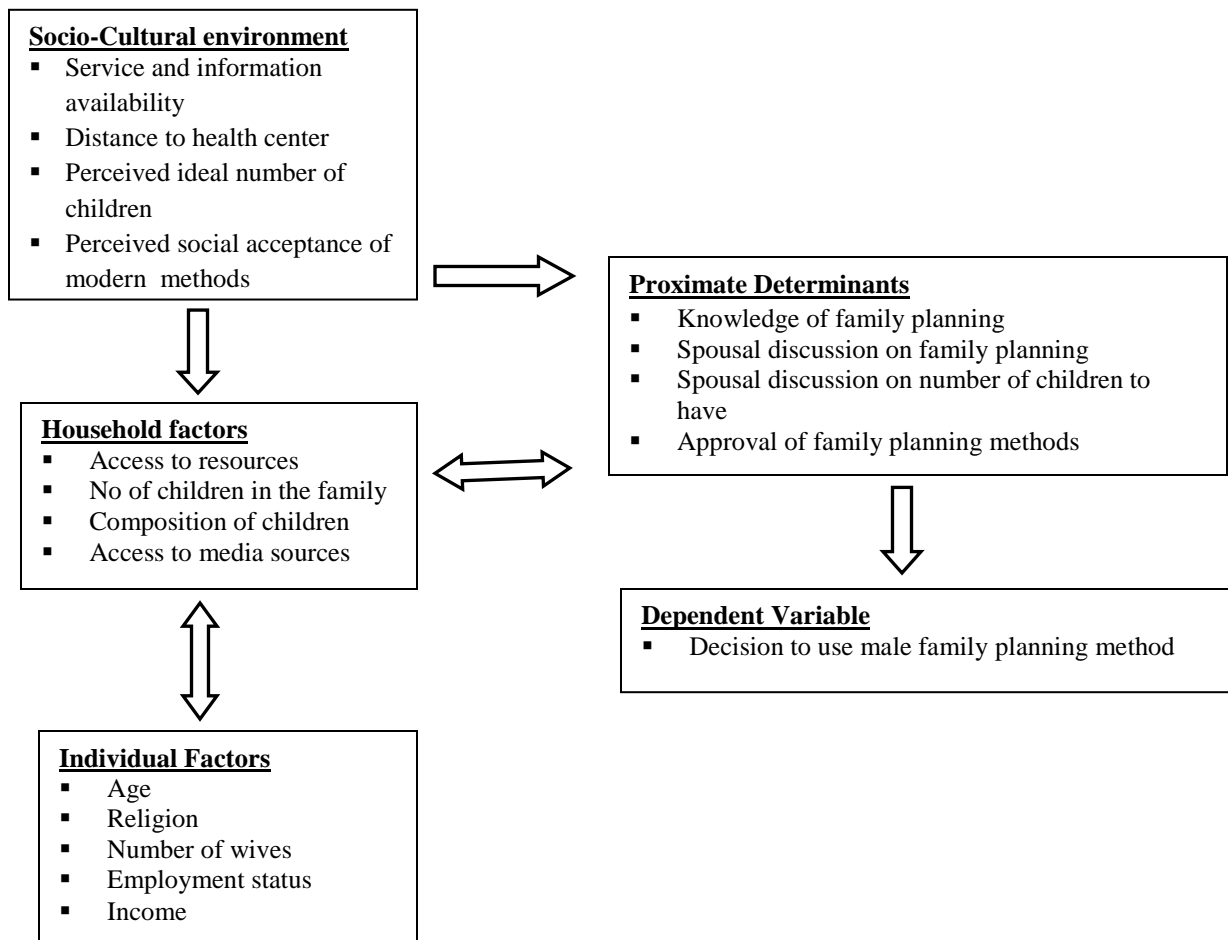 Socio-Cultural environment
▪ Service and information
availability
▪ Distance to health center
▪ Perceived ideal number of
children
▪ Perceived social acceptance of
modern methods
Proximate Determinants
▪ Knowledge of family planning
▪ Spousal discussion on family planning
▪ Spousal discussion on number of children to
have
▪ Approval of family planning methods
Household factors
▪ Access to resources
▪ No of children in the family
▪ Composition of children
▪ Access to media sources
Dependent Variable
▪ Decision to use male family planning method
Individual Factors
▪ Age
▪ Religion
▪ Number of wives
▪ Employment status
▪ Income